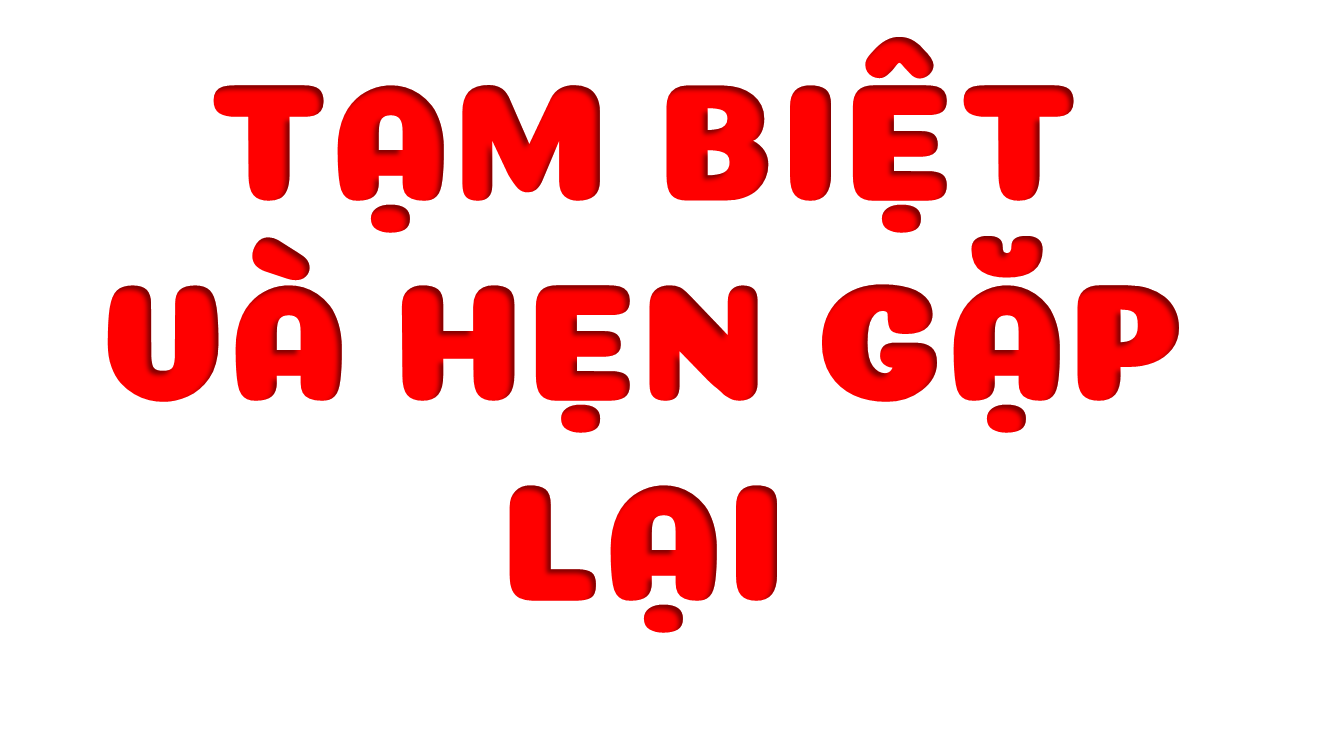 TẠM BIỆT
UÀ HẸN GẶP
LẠI